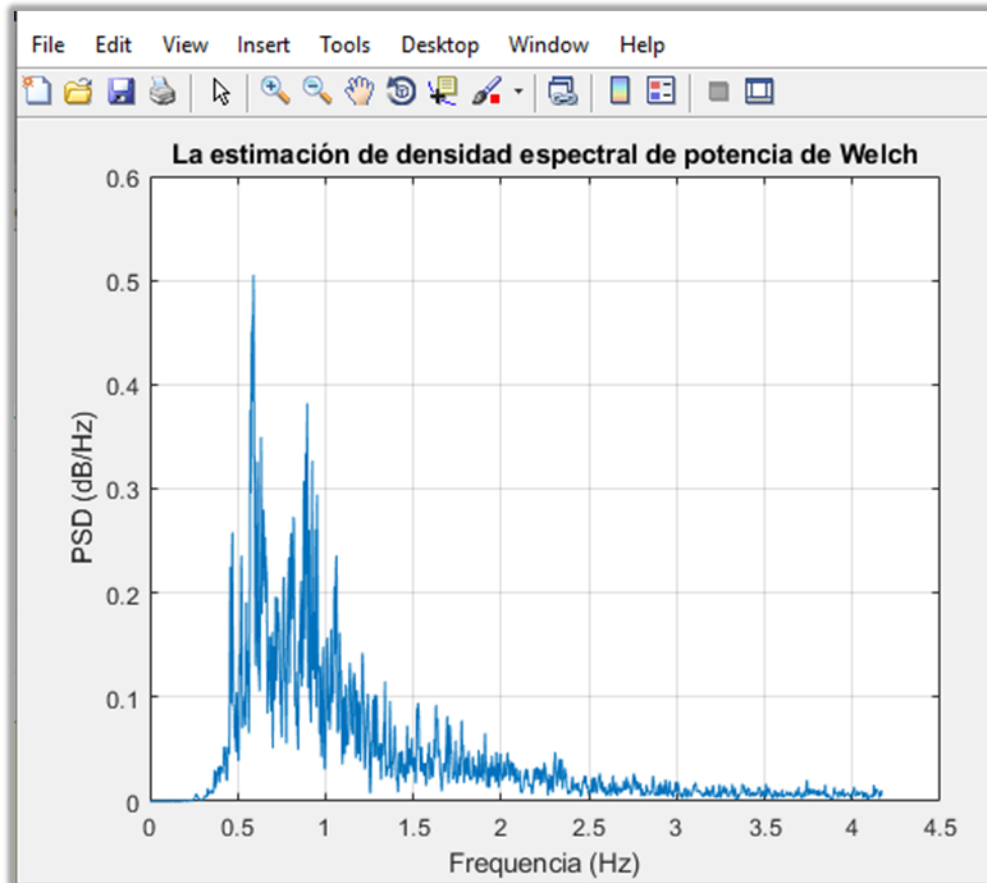 File Edit View Insert Tools Desktop Window Help
La estimación de densidad espectral de potencia de Welch
0.6
0.5
0.4
0.3
0.2
0.1
0
PSD (dB/Hz)
0 0.5 1 1.5 2 2.5 3 3.5 4 4.5
Frequencia (Hz)